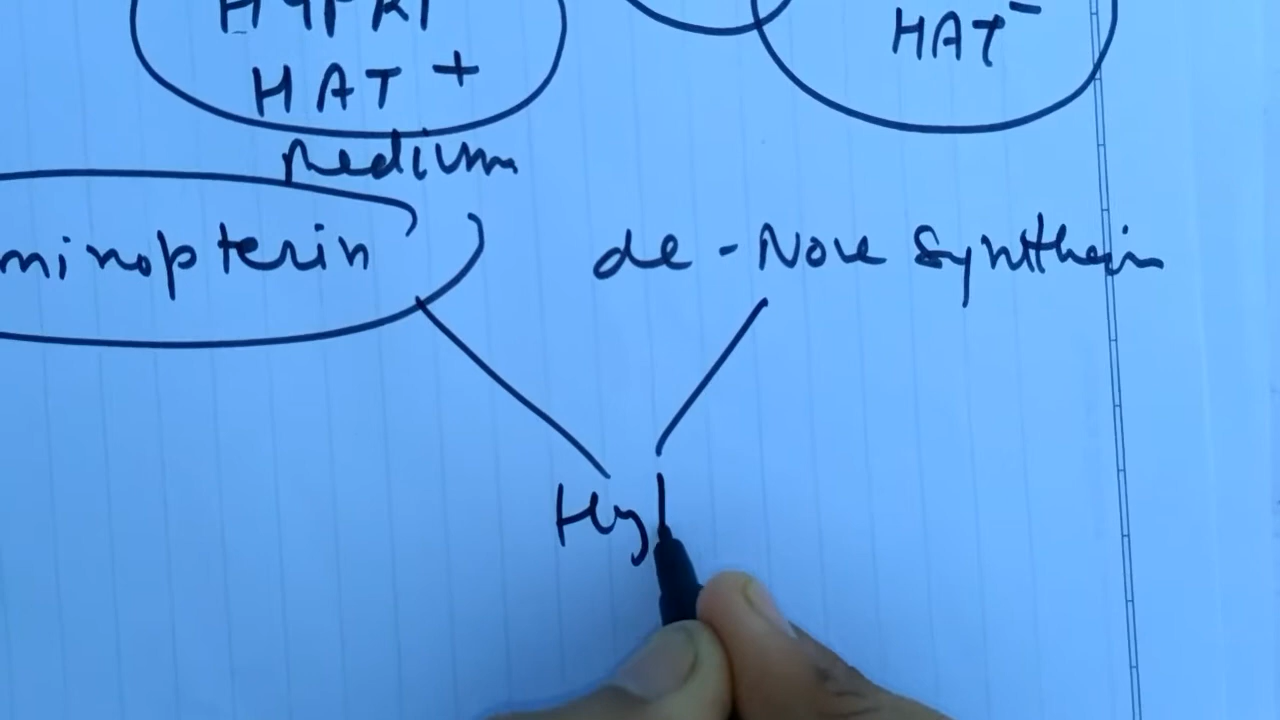 HAT +
HAT -
medium
minopterin
de - Nove Synthesis
Hyb